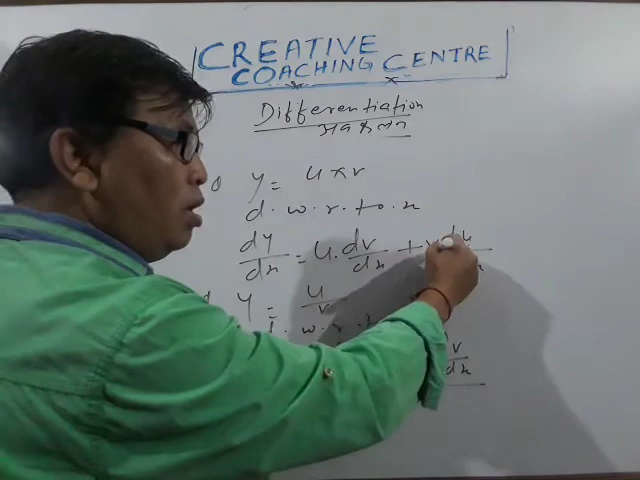 CREATIVE
COACHING CENTRE
Differentiation
अवकलन
y = u × v
d. w. r. to. x
dy/dx = u. dv/dx + v du/dx
y = u/v
d. w. r. t
v/dx